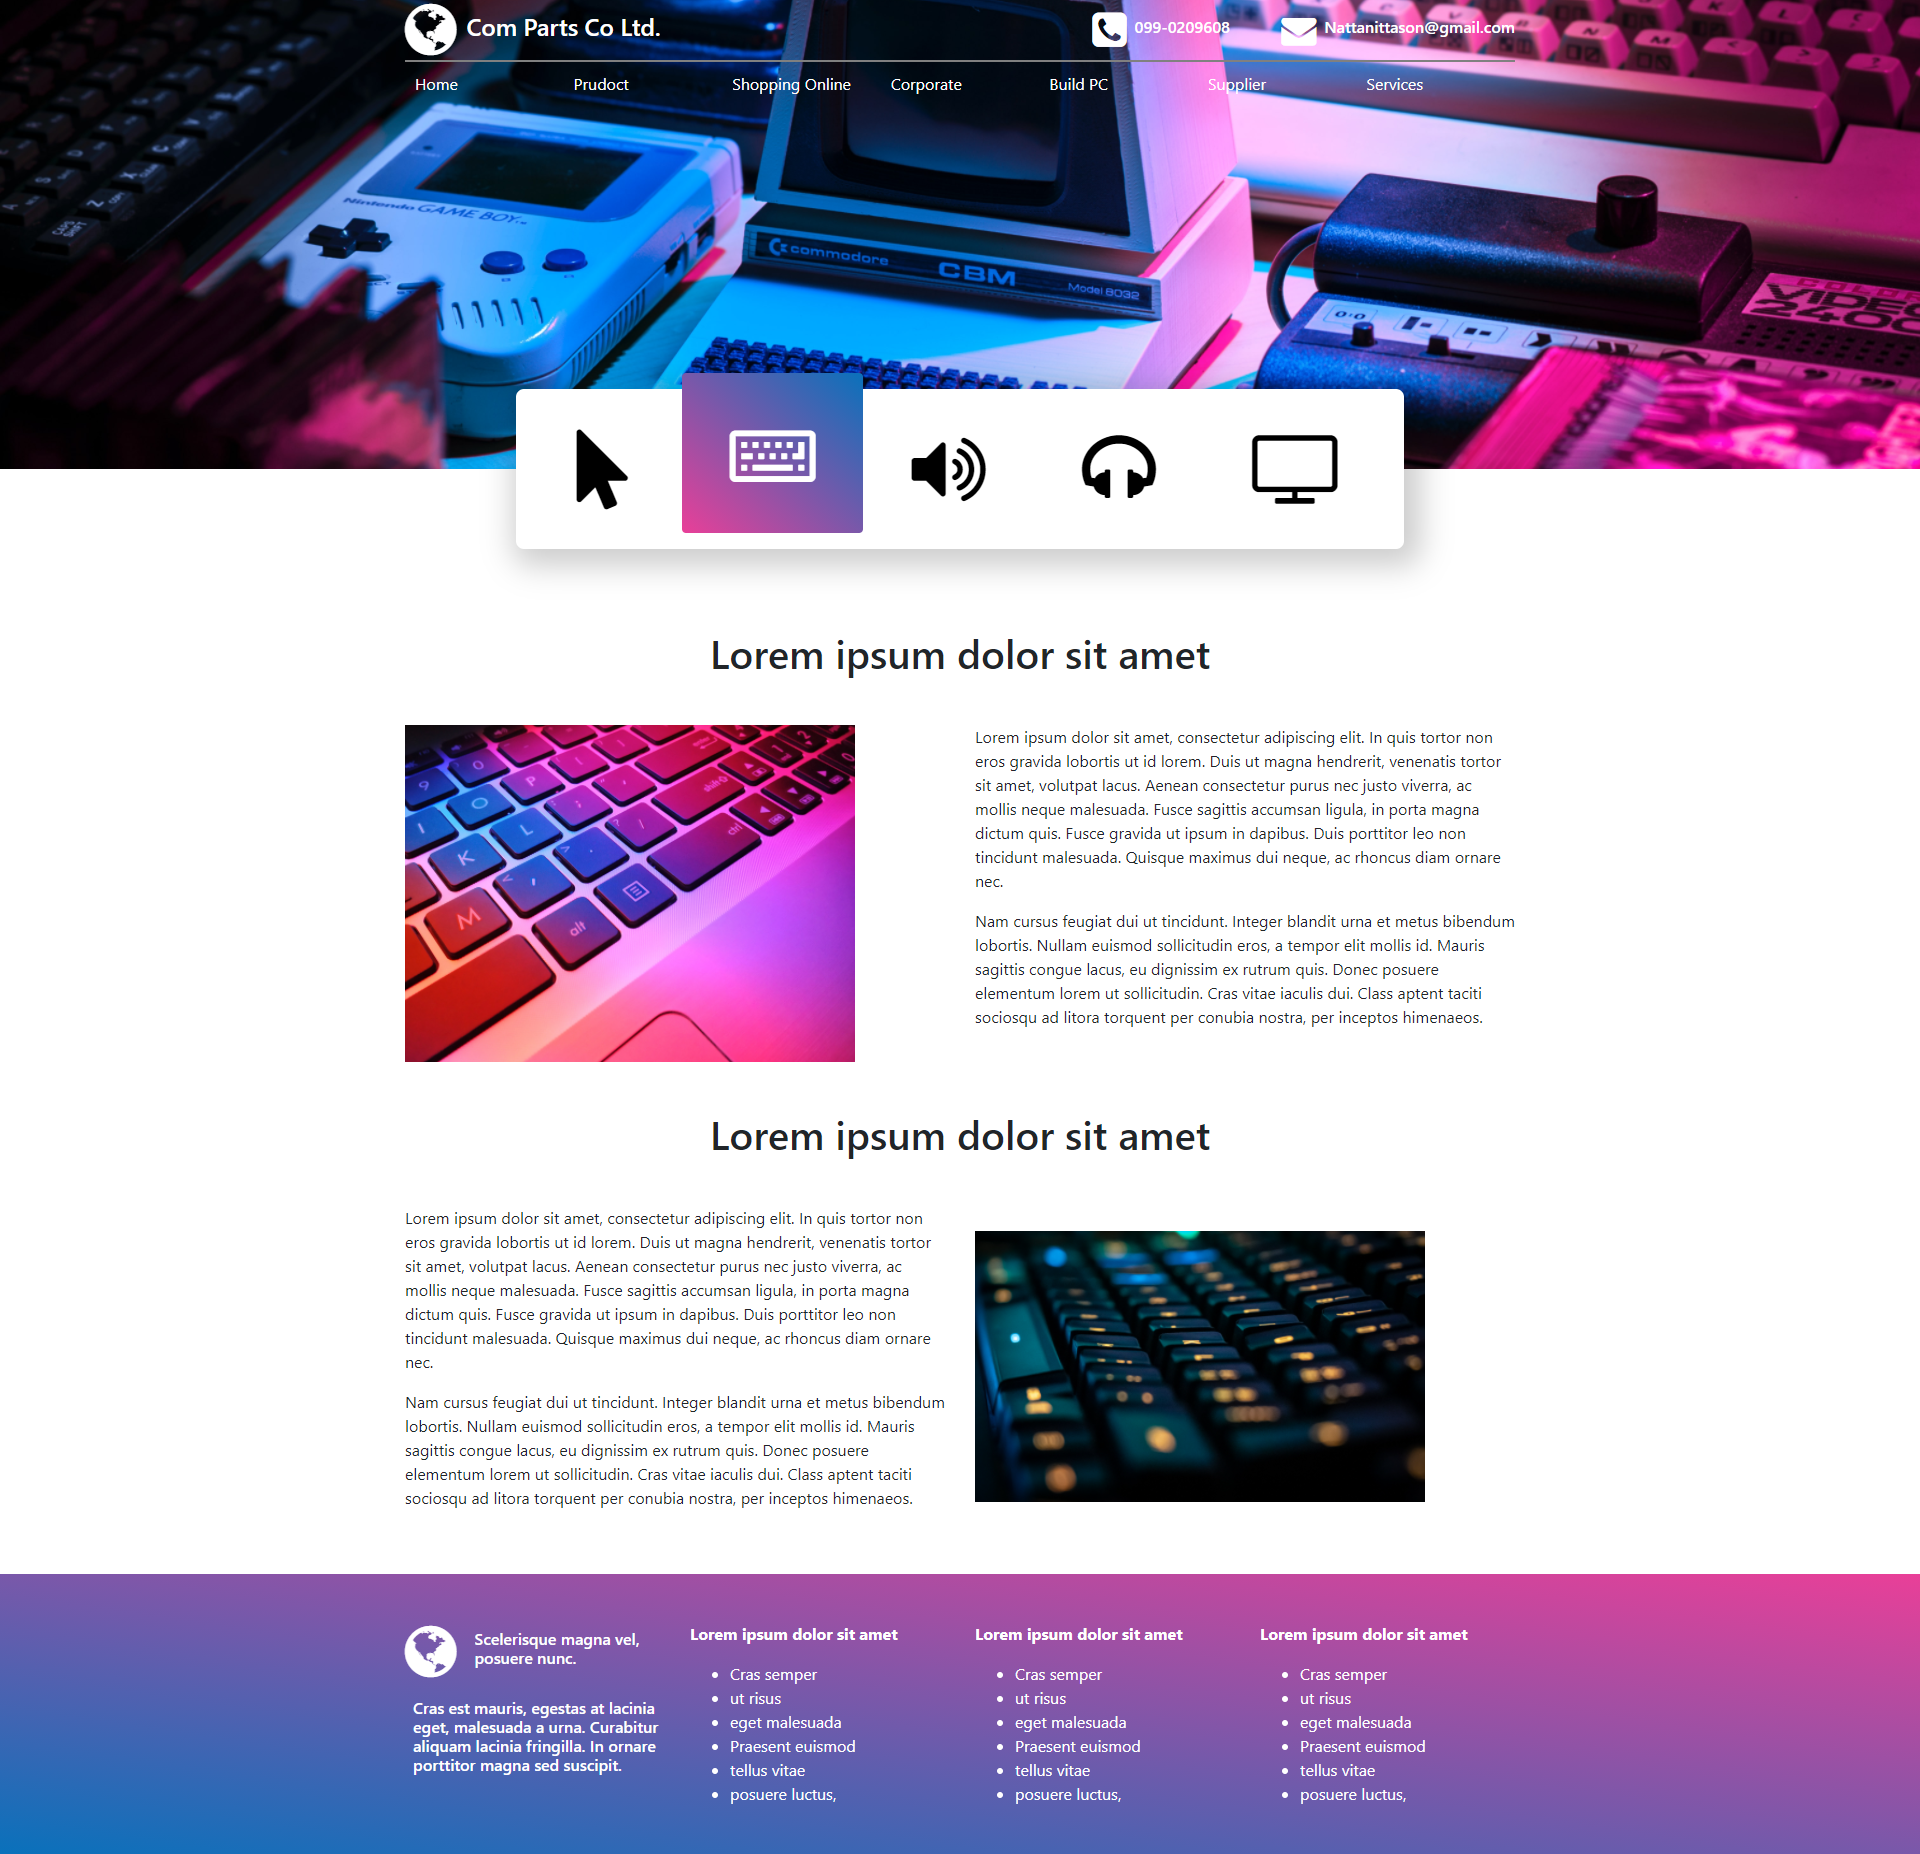 Com Parts Co Ltd.
099-0209608
Nattanittason@gmail.com
Home
Prudoct
Shopping Online
Corporate
Build PC
Supplier
Services
Nintendo GAME BOY
commodore
CBM
Model 8032
COLOR
Lorem ipsum dolor sit amet
9 O P
I O L
K
M
shift
ctrl
alt
Lorem ipsum dolor sit amet, consectetur adipiscing elit. In quis tortor non
eros gravida lobortis ut id lorem. Duis ut magna hendrerit, venenatis tortor
sit amet, volutpat lacus. Aenean consectetur purus nec justo viverra, ac
mollis neque malesuada. Fusce sagittis accumsan ligula, in porta magna
dictum quis. Fusce gravida ut ipsum in dapibus. Duis porttitor leo non
tincidunt malesuada. Quisque maximus dui neque, ac rhoncus diam ornare
nec.
Nam cursus feugiat dui ut tincidunt. Integer blandit urna et metus bibendum
lobortis. Nullam euismod sollicitudin eros, a tempor elit mollis id. Mauris
sagittis congue lacus, eu dignissim ex rutrum quis. Donec posuere
elementum lorem ut sollicitudin. Cras vitae iaculis dui. Class aptent taciti
sociosqu ad litora torquent per conubia nostra, per inceptos himenaeos.
Lorem ipsum dolor sit amet
Lorem ipsum dolor sit amet, consectetur adipiscing elit. In quis tortor non
eros gravida lobortis ut id lorem. Duis ut magna hendrerit, venenatis tortor
sit amet, volutpat lacus. Aenean consectetur purus nec justo viverra, ac
mollis neque malesuada. Fusce sagittis accumsan ligula, in porta magna
dictum quis. Fusce gravida ut ipsum in dapibus. Duis porttitor leo non
tincidunt malesuada. Quisque maximus dui neque, ac rhoncus diam ornare
nec.
Nam cursus feugiat dui ut tincidunt. Integer blandit urna et metus bibendum
lobortis. Nullam euismod sollicitudin eros, a tempor elit mollis id. Mauris
sagittis congue lacus, eu dignissim ex rutrum quis. Donec posuere
elementum lorem ut sollicitudin. Cras vitae iaculis dui. Class aptent taciti
sociosqu ad litora torquent per conubia nostra, per inceptos himenaeos.
Scelerisque magna vel,
posuere nunc.
Cras est mauris, egestas at lacinia
eget, malesuada a urna. Curabitur
aliquam lacinia fringilla. In ornare
porttitor magna sed suscipit.
Lorem ipsum dolor sit amet
Cras semper
ut risus
eget malesuada
Praesent euismod
tellus vitae
posuere luctus,
Lorem ipsum dolor sit amet
Cras semper
ut risus
eget malesuada
Praesent euismod
tellus vitae
posuere luctus,
Lorem ipsum dolor sit amet
Cras semper
ut risus
eget malesuada
Praesent euismod
tellus vitae
posuere luctus,